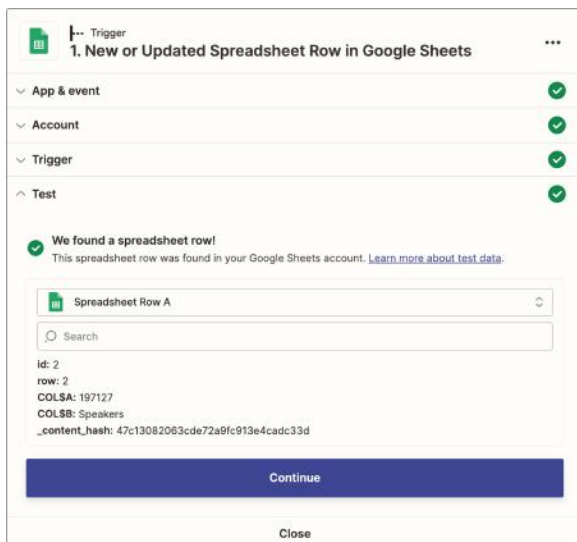 Trigger
1. New or Updated Spreadsheet Row in Google Sheets
App & event
Account
Trigger
Test
We found a spreadsheet row!
This spreadsheet row was found in your Google Sheets account. Learn more about test data.
Spreadsheet Row A
Search
id: 2
row: 2
COL$A: 197127
COL$B: Speakers
_content_hash: 47c13082063cde72a9fc913e4cadc33d
Continue
Close